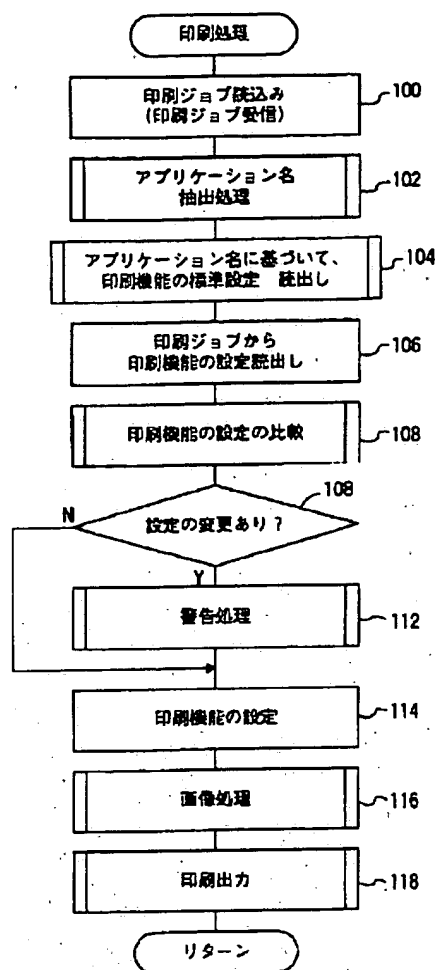 印刷処理
印刷ジョブ読込み
(印刷ジョブ受信)
100
アプリケーション名
抽出処理
102
アプリケーション名に基づいて、
印刷機能の標準設定 読出し
104
印刷ジョブから
印刷機能の設定読出し
106
印刷機能の設定の比較
108
108
設定の変更あり?
N
Y
警告処理
112
印刷機能の設定
114
画像処理
116
印刷出力
118
リターン